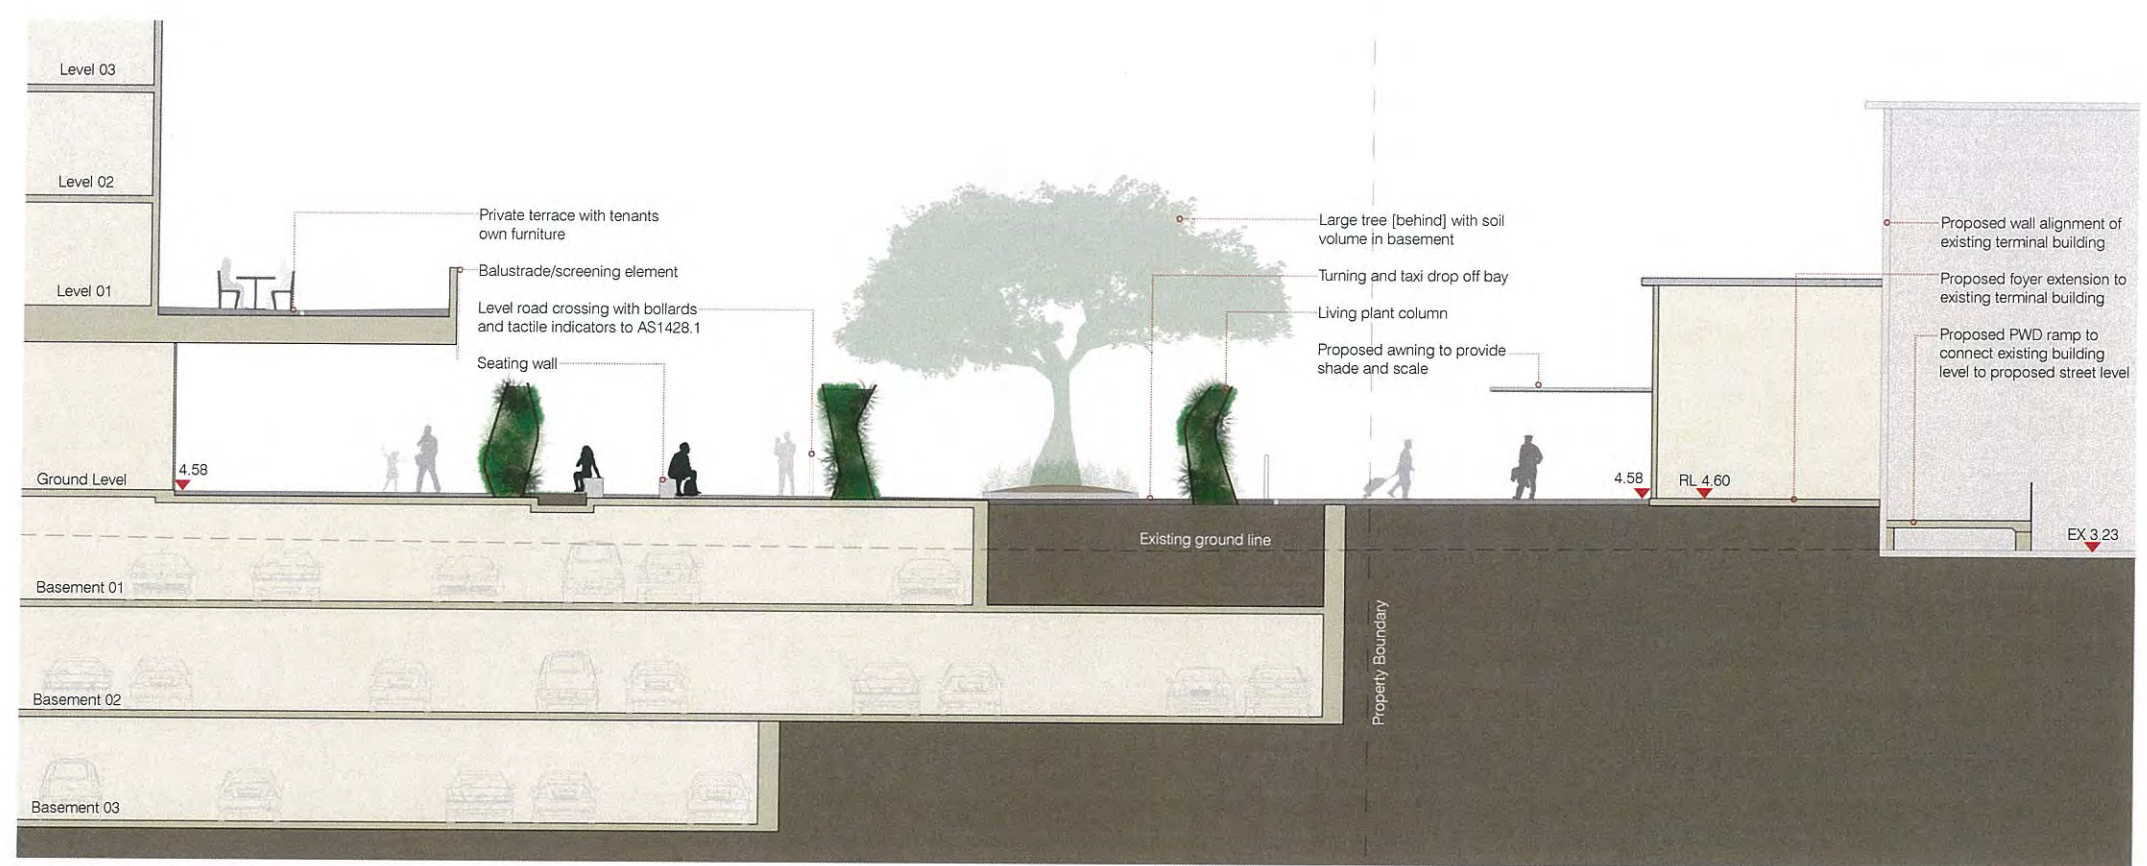 Level 03
Level 02
Level 01
Ground Level
Basement 01
Basement 02
Basement 03
4.58
Private terrace with tenants
own furniture
Balustrade/screening element
Level road crossing with bollards
and tactile indicators to AS1428.1
Seating wall
Large tree [behind] with soil
volume in basement
Turning and taxi drop off bay
Living plant column
Proposed awning to provide
shade and scale
Existing ground line
Property Boundary
4.58
RL 4.60
Proposed wall alignment of
existing terminal building
Proposed foyer extension to
existing terminal building
Proposed PWD ramp to
connect existing building
level to proposed street level
EX 3.23